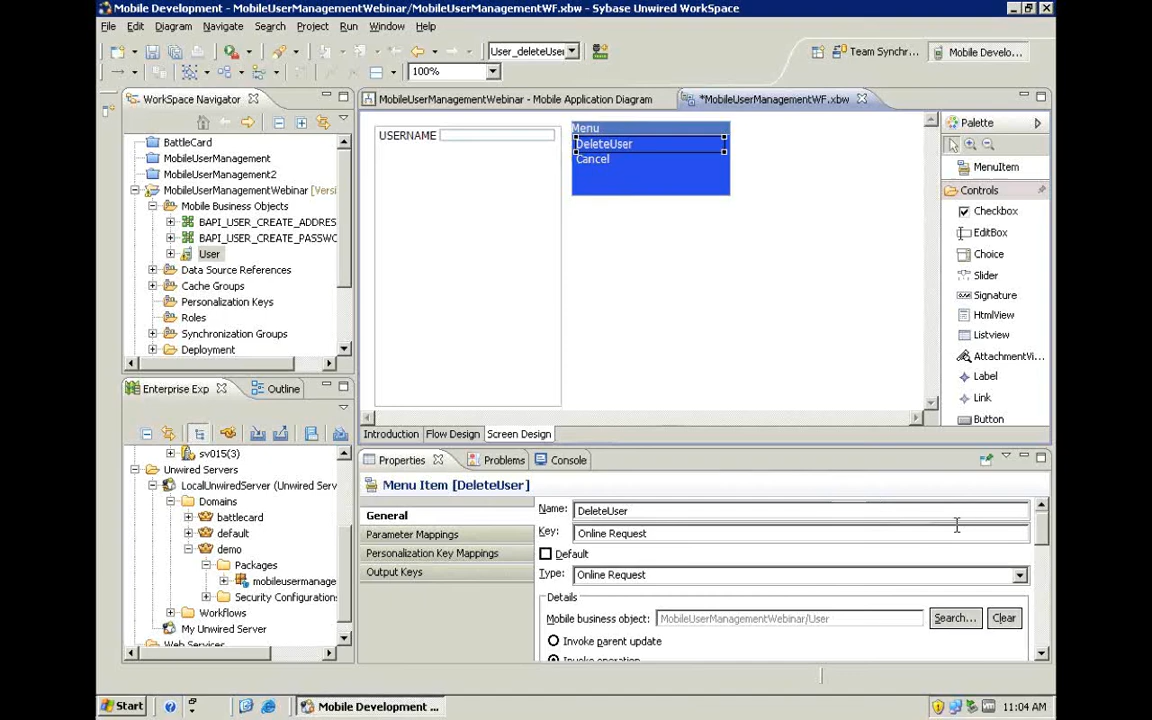 Mobile Development - MobileUserManagementWebinar/MobileUserManagementWF.xbw - Sybase Unwired WorkSpace
File Edit Diagram Navigate Search Project Run Window Help
User_deleteUser
Team Synchr...
Mobile Develo...
100%
WorkSpace Navigator
BattleCard
MobileUserManagement
MobileUserManagement2
MobileUserManagementWebinar [Versi
Mobile Business Objects
BAPI_USER_CREATE_ADDRES
BAPI_USER_CREATE_PASSWO
User
Data Source References
Cache Groups
Personalization Keys
Roles
Synchronization Groups
Deployment
Enterprise Exp
Outline
sv015(3)
Unwired Servers
LocalUnwiredServer (Unwired Serv
Domains
battlecard
default
demo
Packages
mobileusermanage
Security Configuration
Workflows
My Unwired Server
MobileUserManagementWebinar - Mobile Application Diagram
*MobileUserManagementWF.xbw
USERNAME
Menu
DeleteUser
Cancel
Introduction
Flow Design
Screen Design
Palette
MenuItem
Controls
Checkbox
EditBox
Choice
Slider
Signature
HtmlView
Listview
AttachmentVi...
Label
Link
Button
Properties
Problems
Console
Menu Item [DeleteUser]
General
Parameter Mappings
Personalization Key Mappings
Output Keys
Name: DeleteUser
Key: Online Request
Default
Type: Online Request
Details
Mobile business object: MobileUserManagementWebinar/User
Search...
Clear
Invoke parent update
Start
Mobile Development ...
11:04 AM